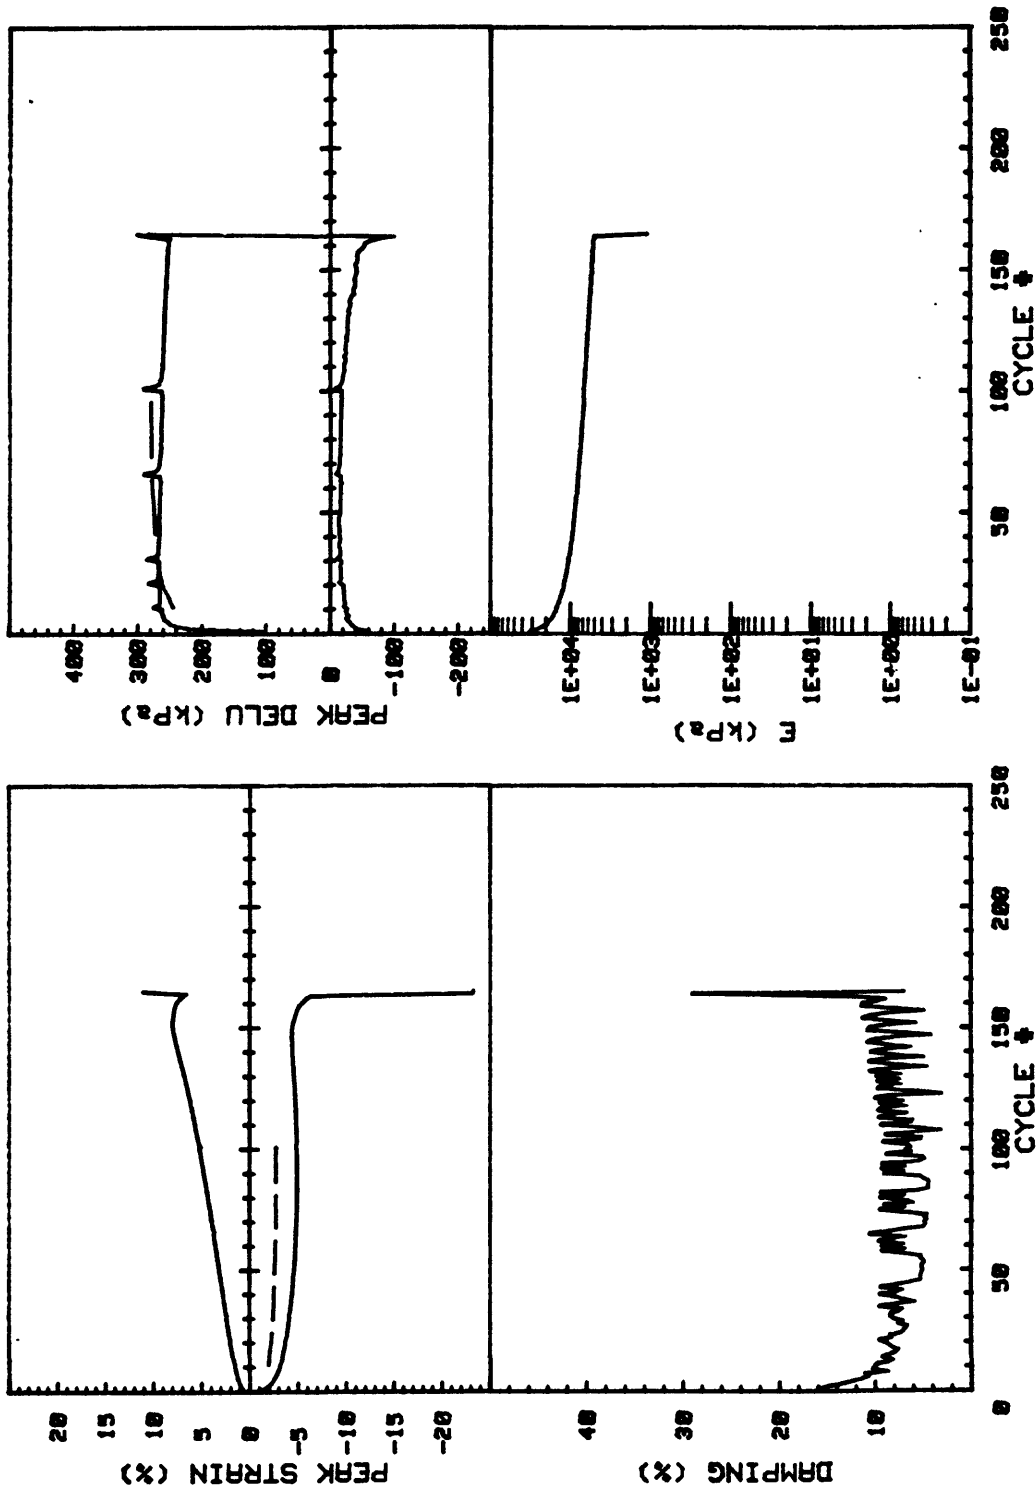 PEAK STRAIN (%)
20
15
10
5
0
-5
-10
-15
-20
DAMPING (%)
40
30
20
10
0 50 100 150 200 250
CYCLE #
PEAK DELU (kPa)
400
300
200
100
0
-100
-200
E (kPa)
1E+04
1E+03
1E+02
1E+01
1E+00
1E-01
50 100 150 200 250
CYCLE #